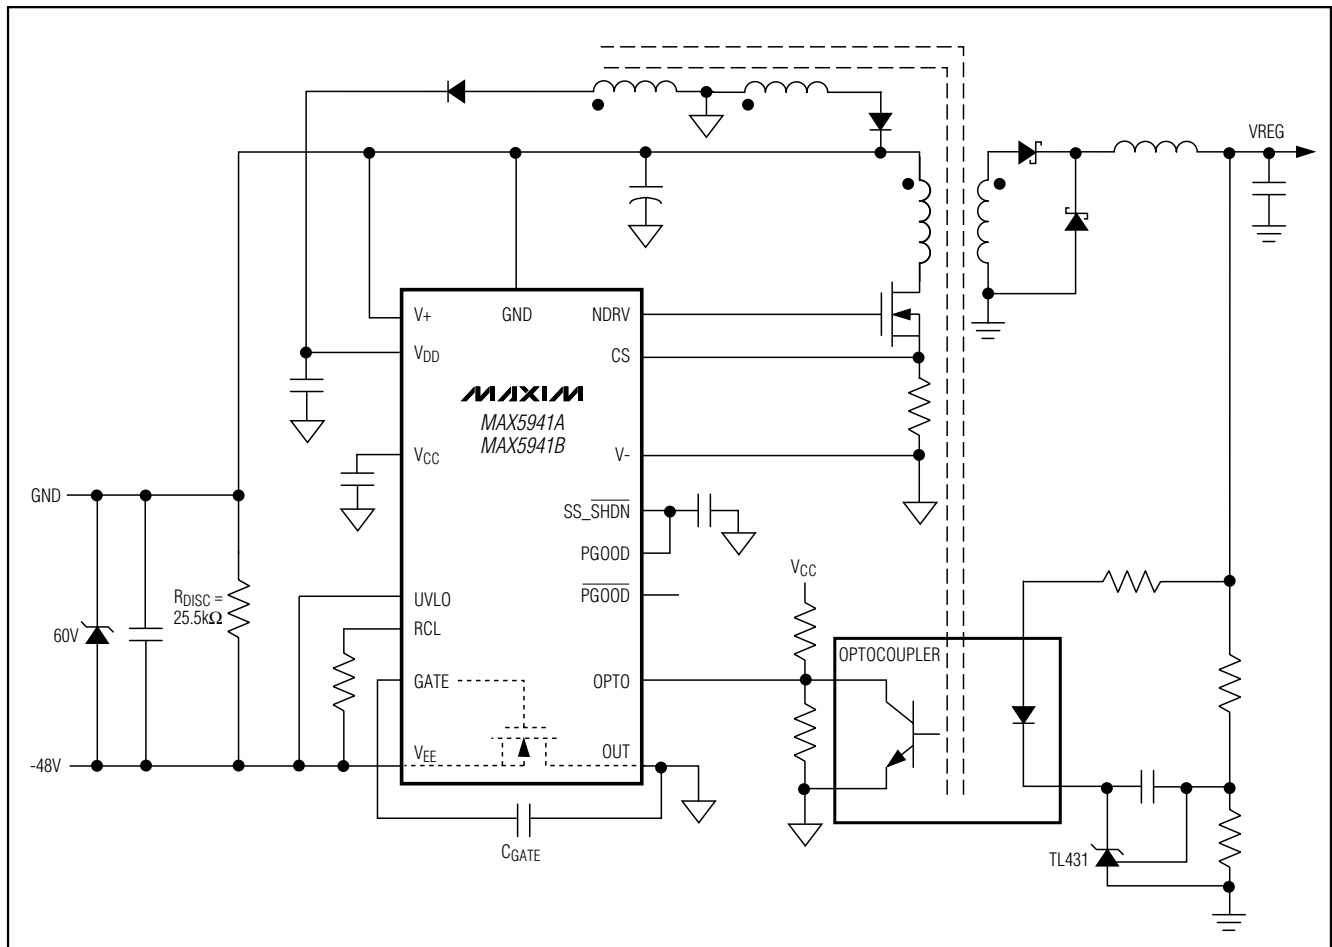 VREG
V+
GND
NDRV
VDD
CS
MAXIM
MAX5941A
MAX5941B
VCC
V-
GND
SS_SHDN
PGOOD
VCC
PGOOD
RDISC =
25.5kΩ
UVLO
60V
RCL
OPTOCOUPLER
GATE
OPTO
VEE
OUT
-48V
CGATE
TL431